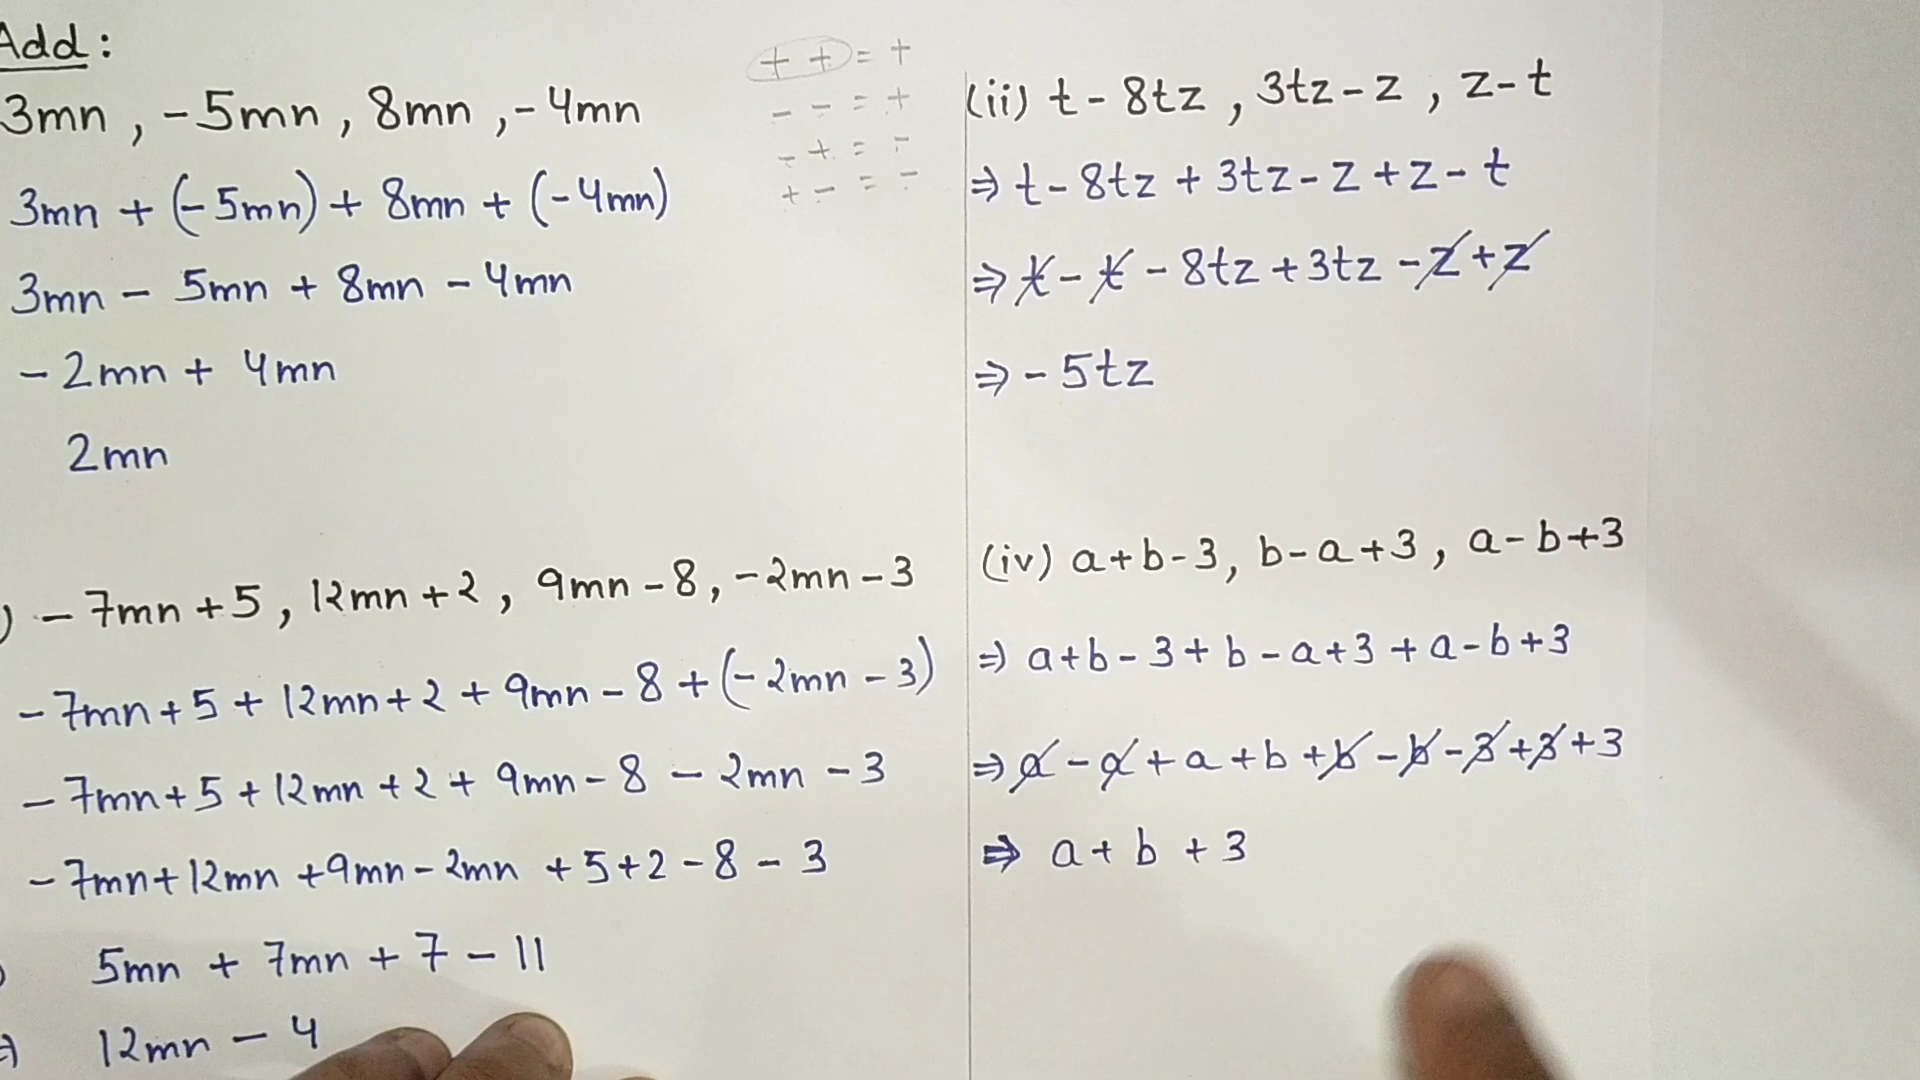 Add:
3mn, -5mn, 8mn, -4mn
3mn + (-5mn) + 8mn + (-4mn)
3mn - 5mn + 8mn - 4mn
-2mn + 4mn
2mn
+ + = +
- - = +
- + = -
+ - = -
(ii) t - 8tz, 3tz - z, z - t
⇒ t - 8tz + 3tz - z + z - t
⇒ t - t - 8tz + 3tz - z + z
⇒ - 5tz
) - 7mn + 5, 12mn + 2, 9mn - 8, -2mn - 3
- 7mn + 5 + 12mn + 2 + 9mn - 8 + (-2mn - 3)
- 7mn + 5 + 12mn + 2 + 9mn - 8 - 2mn - 3
- 7mn + 12mn + 9mn - 2mn + 5 + 2 - 8 - 3
5mn + 7mn + 7 - 11
⇒ 12mn - 4
(iv) a + b - 3, b - a + 3, a - b + 3
⇒ a + b - 3 + b - a + 3 + a - b + 3
⇒ a - a + a + b + b - b - 3 + 3 + 3
⇒ a + b + 3